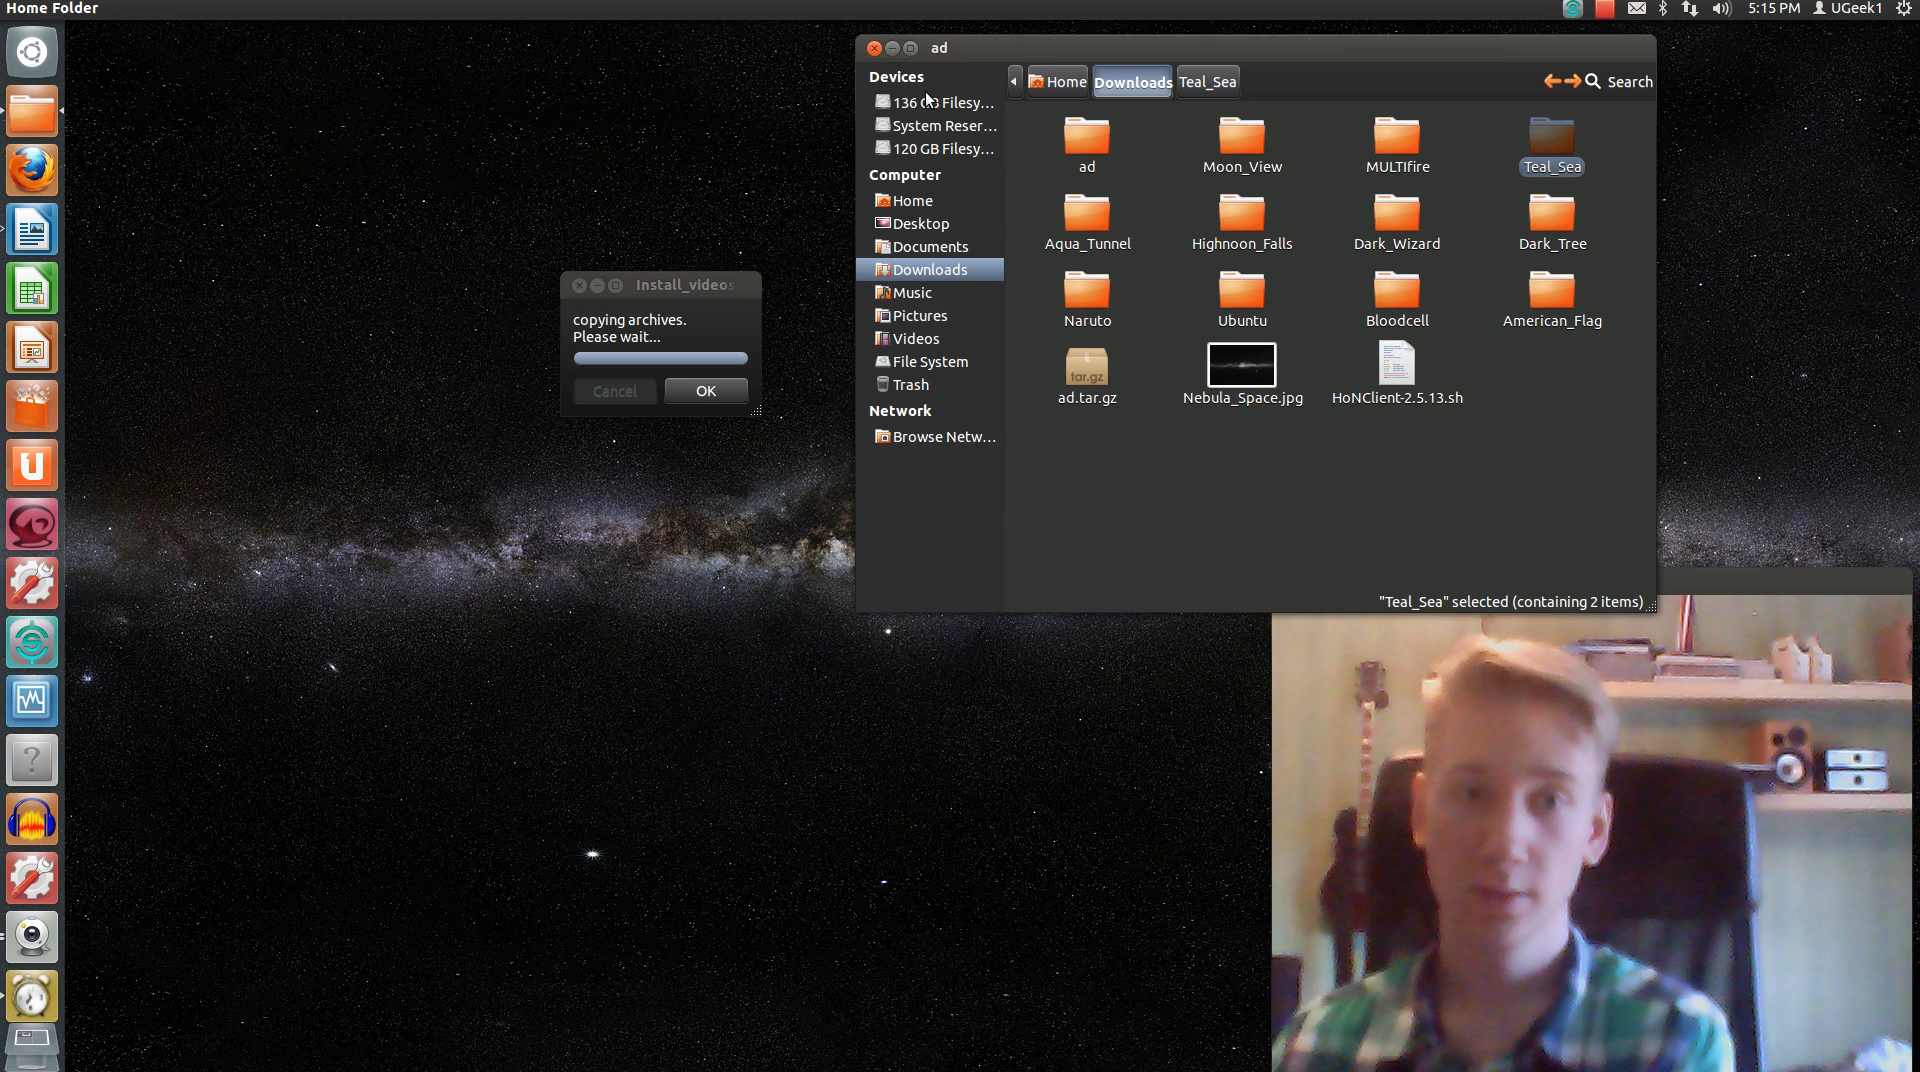 Home Folder
5:15 PM
UGeek1
ad
Devices
136 GB Filesy...
System Reser...
120 GB Filesy...
Computer
Home
Desktop
Documents
Downloads
Music
Pictures
Videos
File System
Trash
Network
Browse Netw...
Home
Downloads
Teal_Sea
Search
ad
Moon_View
MULTIfire
Teal_Sea
Aqua_Tunnel
Highnoon_Falls
Dark_Wizard
Dark_Tree
Naruto
Ubuntu
Bloodcell
American_Flag
tar.gz
ad.tar.gz
Nebula_Space.jpg
HoNClient-2.5.13.sh
"Teal_Sea" selected (containing 2 items)
Install_videos
copying archives.
Please wait...
Cancel
OK